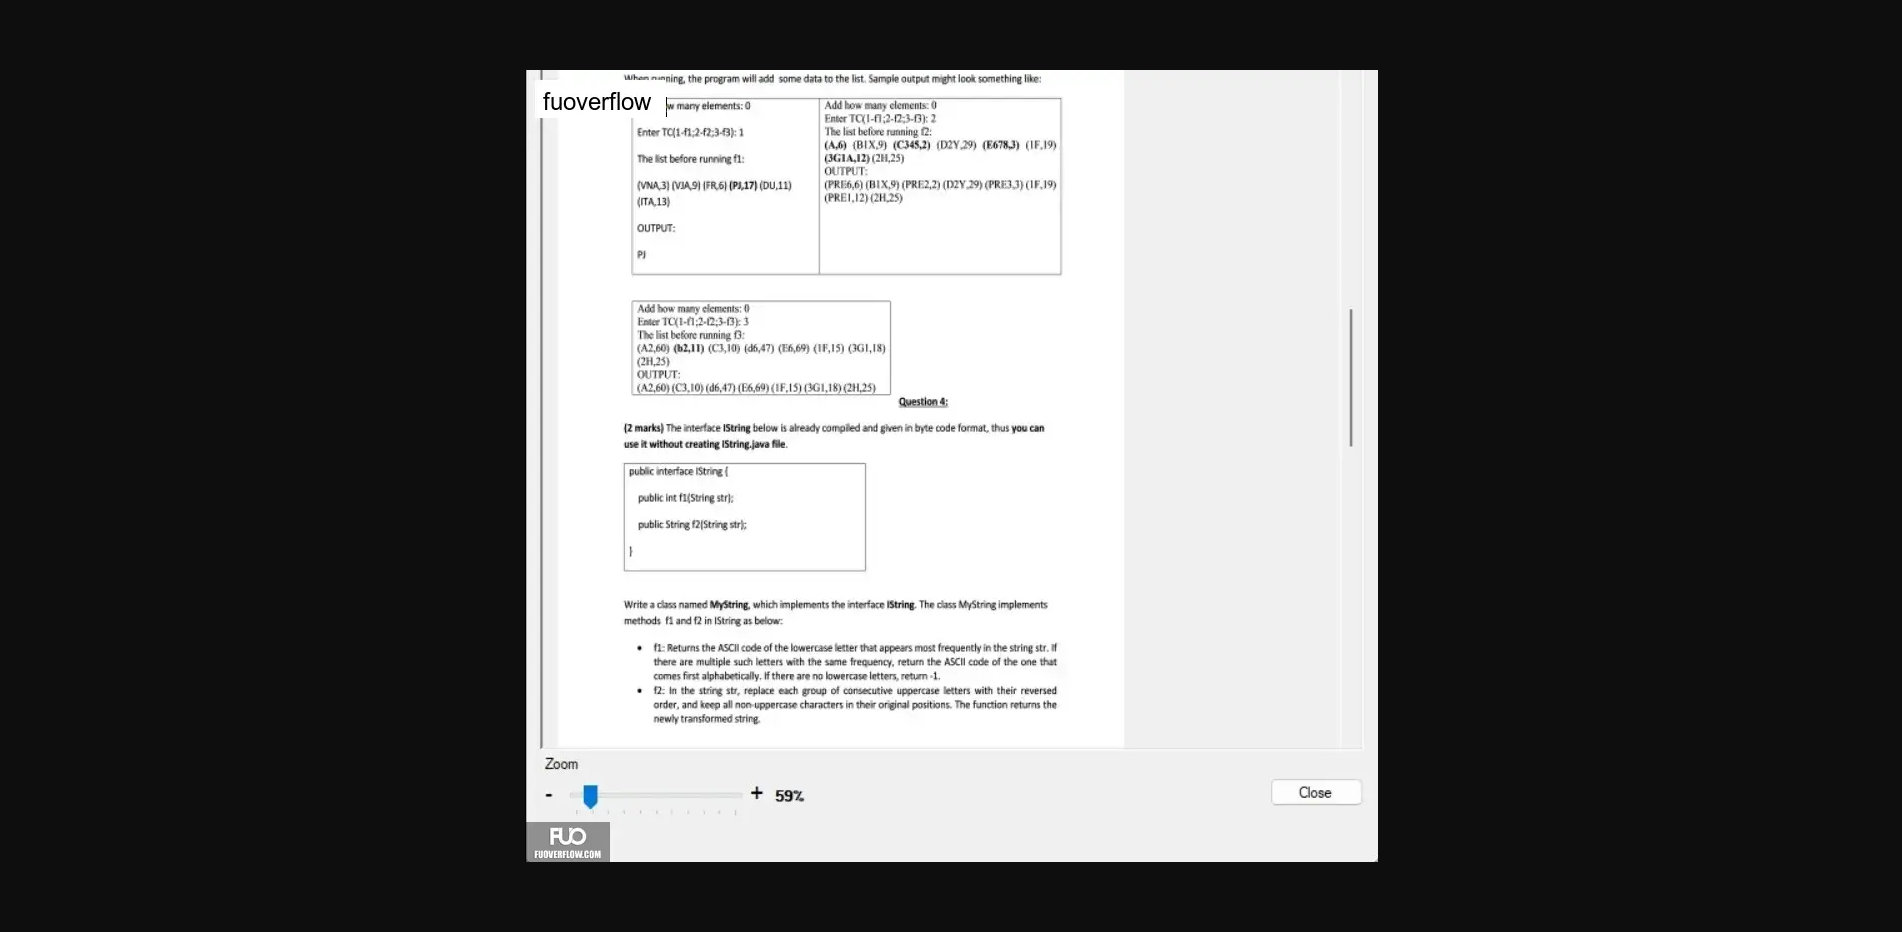 When running, the program will add some data to the list. Sample output might look something like:
fuoverflow
w many elements: 0
Enter TC(1-f1;2-f2;3-f3): 1
The list before running f1:
(VNA,3) (VJA,9) (FR,6) (PJ,17) (DU,11)
(ITA,13)
OUTPUT:
PJ
Add how many elements: 0
Enter TC(1-f1;2-f2;3-f3): 2
The list before running f2:
(A,6) (B1X,9) (C345,2) (D2Y,29) (E678,3) (1F,19)
(3G1A,12) (2H,25)
OUTPUT:
(PRE6,6) (B1X,9) (PRE2,2) (D2Y,29) (PRE3,3) (1F,19)
(PRE1,12) (2H,25)
Add how many elements: 0
Enter TC(1-f1;2-f2;3-f3): 3
The list before running f3:
(A2,60) (b2,11) (C3,10) (d6,47) (E6,69) (1F,15) (3G1,18)
(2H,25)
OUTPUT:
(A2,60) (C3,10) (d6,47) (E6,69) (1F,15) (3G1,18) (2H,25)
Question 4:
(2 marks) The interface IString below is already compiled and given in byte code format, thus you can
use it without creating IString.java file.
public interface IString {
public int f1(String str);
public String f2(String str);
}
Write a class named MyString, which implements the interface IString. The class MyString implements
methods f1 and f2 in IString as below:
• f1: Returns the ASCII code of the lowercase letter that appears most frequently in the string str. If
there are multiple such letters with the same frequency, return the ASCII code of the one that
comes first alphabetically. If there are no lowercase letters, return -1.
• f2: In the string str, replace each group of consecutive uppercase letters with their reversed
order, and keep all non-uppercase characters in their original positions. The function returns the
newly transformed string.
Zoom
- + 59%
Close
FUO
FUOVERFLOW.COM